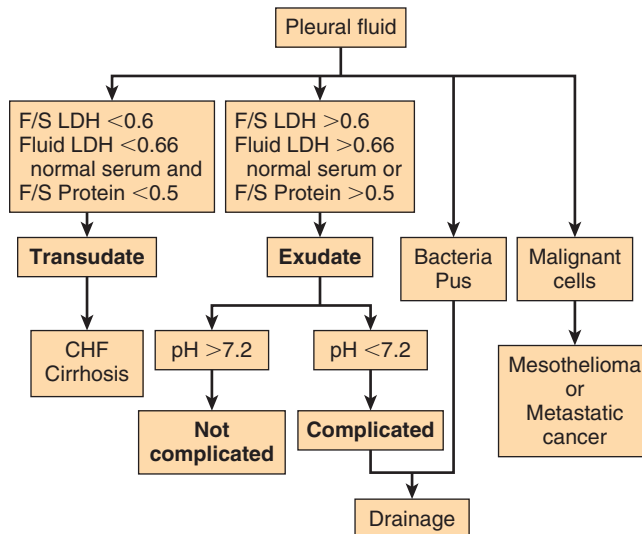 Pleural fluid
F/S LDH <0.6
Fluid LDH <0.66
normal serum and
F/S Protein <0.5
F/S LDH >0.6
Fluid LDH >0.66
normal serum or
F/S Protein >0.5
Transudate
Exudate
Bacteria
Pus
Malignant
cells
CHF
Cirrhosis
pH >7.2
pH <7.2
Mesothelioma
or
Metastatic
cancer
Not
complicated
Complicated
Drainage